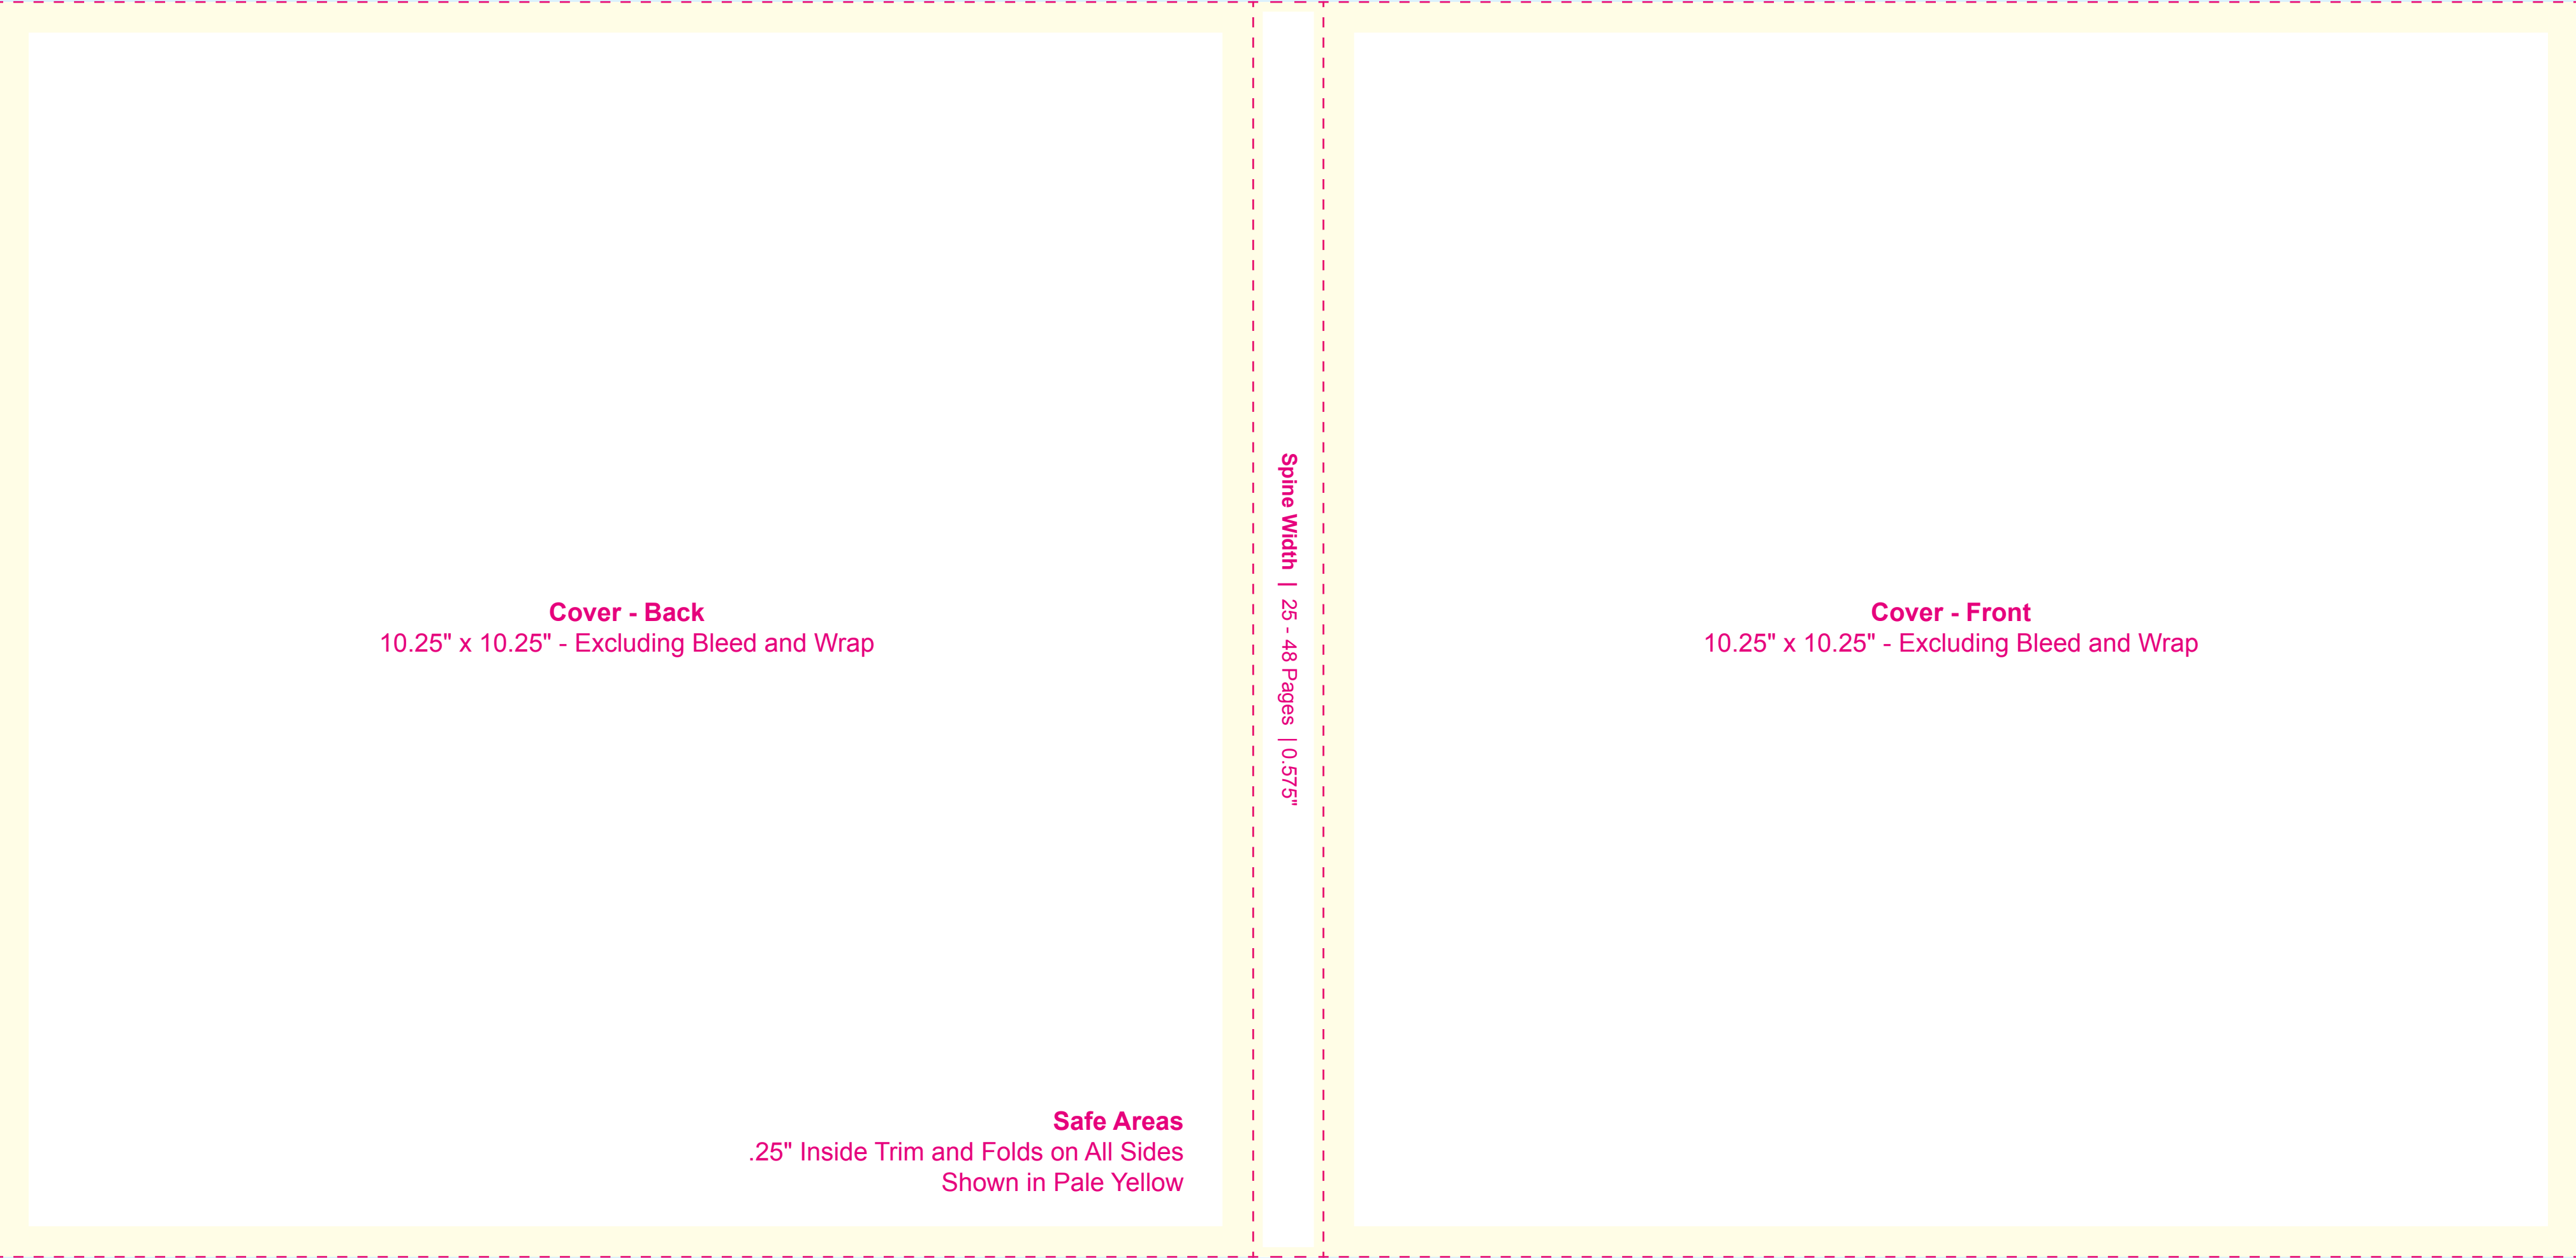 Cover - Back
10.25" x 10.25" - Excluding Bleed and Wrap
Safe Areas
.25" Inside Trim and Folds on All Sides
Shown in Pale Yellow
Spine Width | 25 - 48 Pages | 0.575"
Cover - Front
10.25" x 10.25" - Excluding Bleed and Wrap